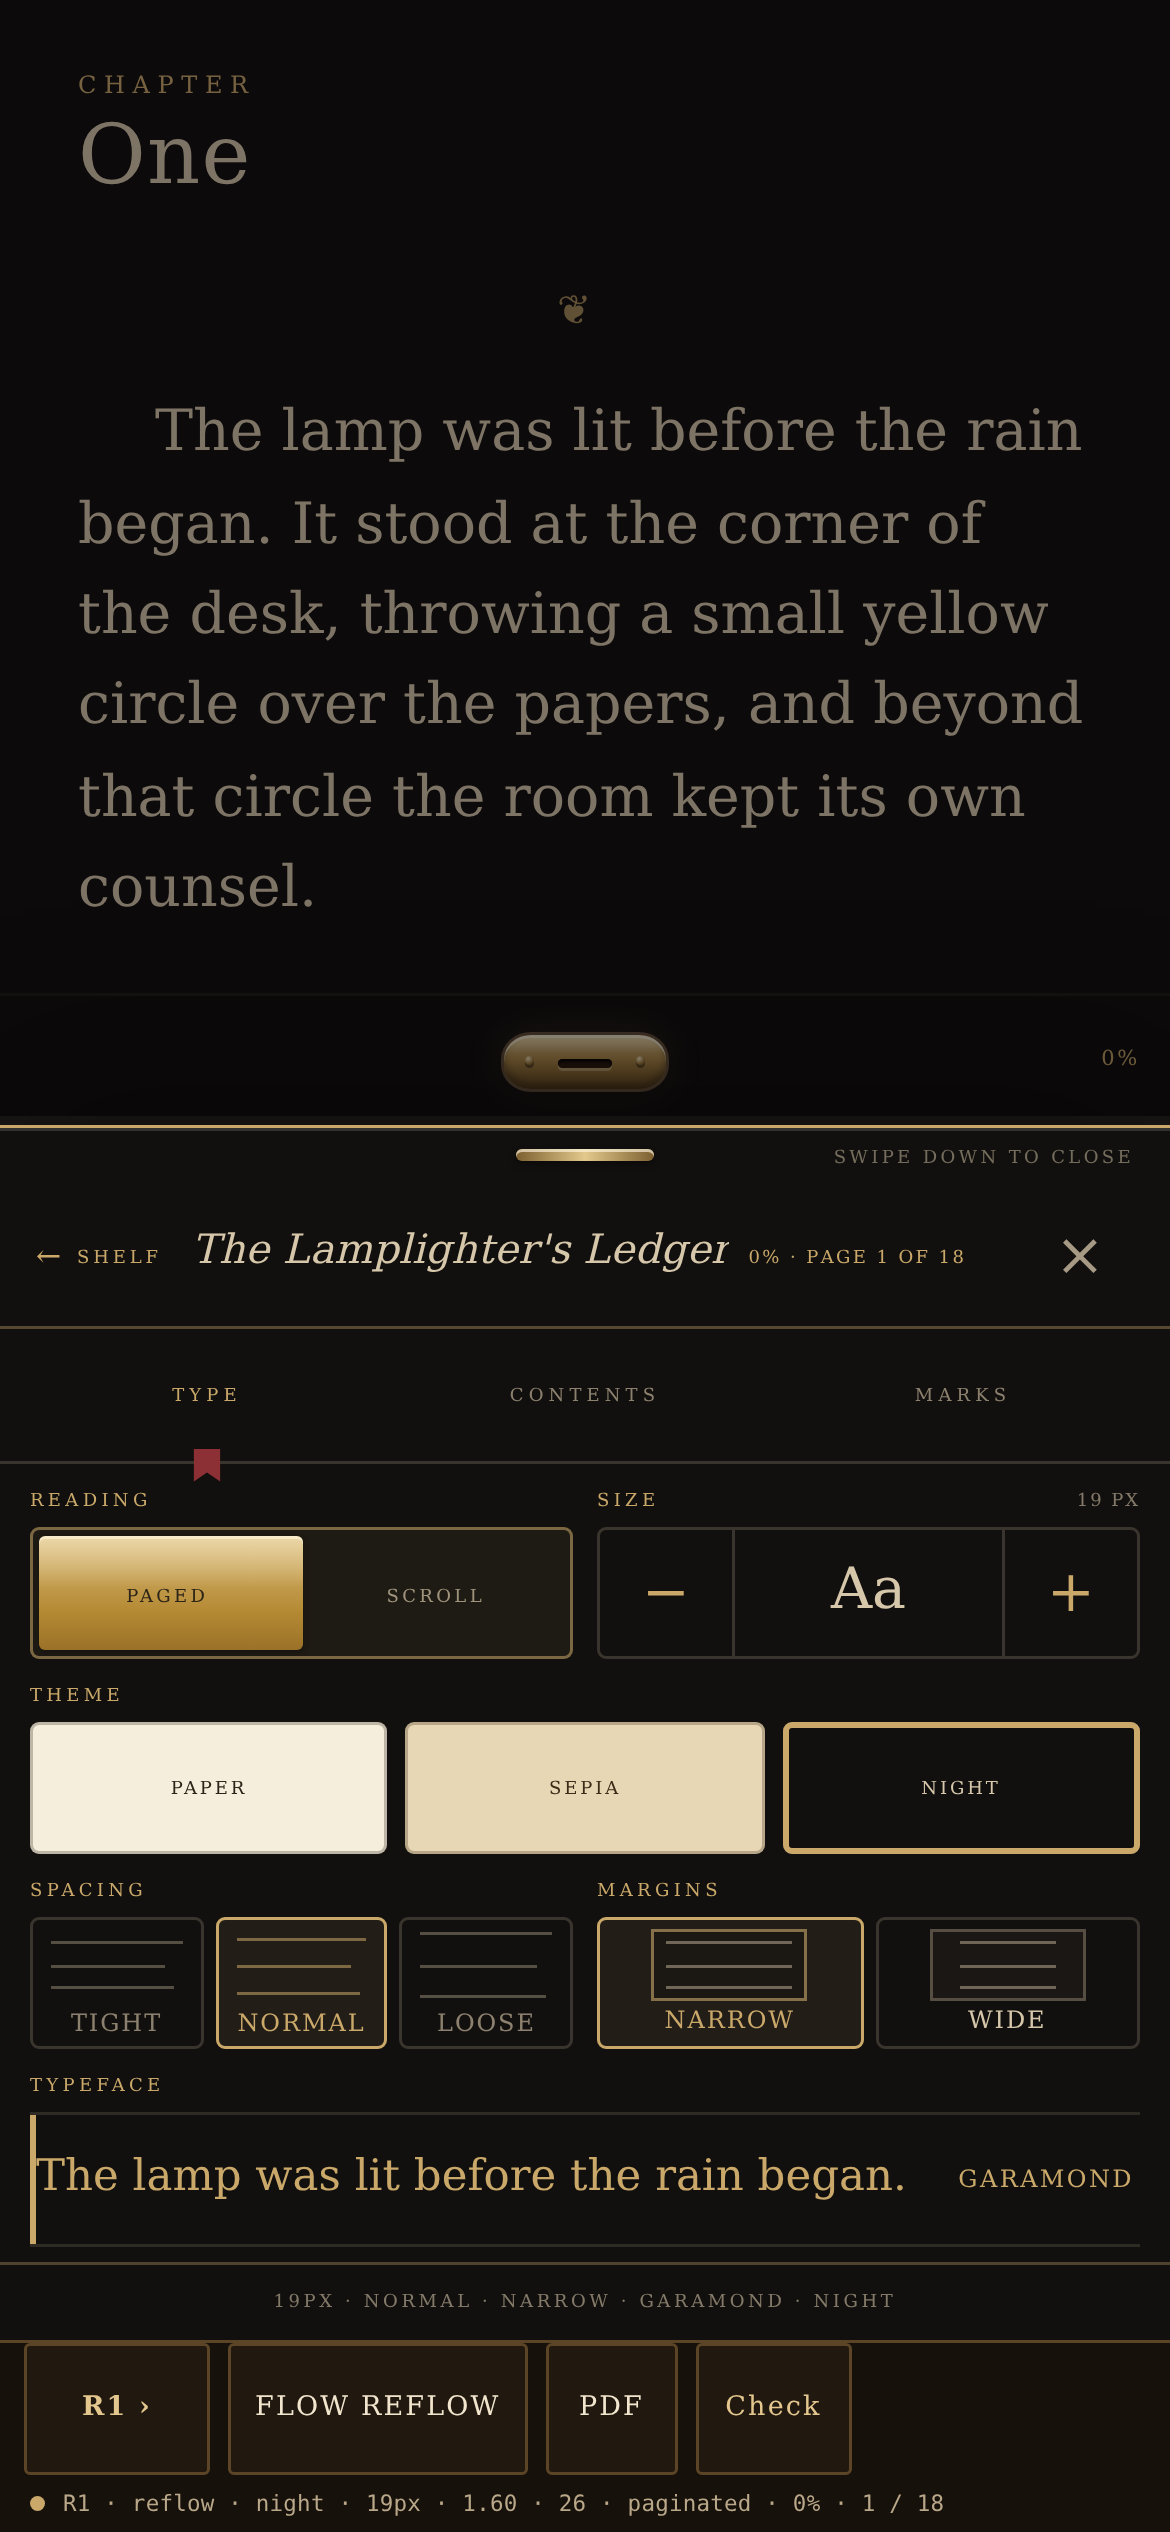 CHAPTER
One
❦
The lamp was lit before the rain
began. It stood at the corner of
the desk, throwing a small yellow
circle over the papers, and beyond
that circle the room kept its own
counsel.
0%
SWIPE DOWN TO CLOSE
← SHELF The Lamplighter's Ledger 0% · PAGE 1 OF 18 ×
TYPE CONTENTS MARKS
READING SIZE 19 PX
PAGED SCROLL − Aa +
THEME
PAPER SEPIA NIGHT
SPACING MARGINS
TIGHT NORMAL LOOSE NARROW WIDE
TYPEFACE
The lamp was lit before the rain began. GARAMOND
19PX · NORMAL · NARROW · GARAMOND · NIGHT
R1 › FLOW REFLOW PDF Check
R1 · reflow · night · 19px · 1.60 · 26 · paginated · 0% · 1 / 18